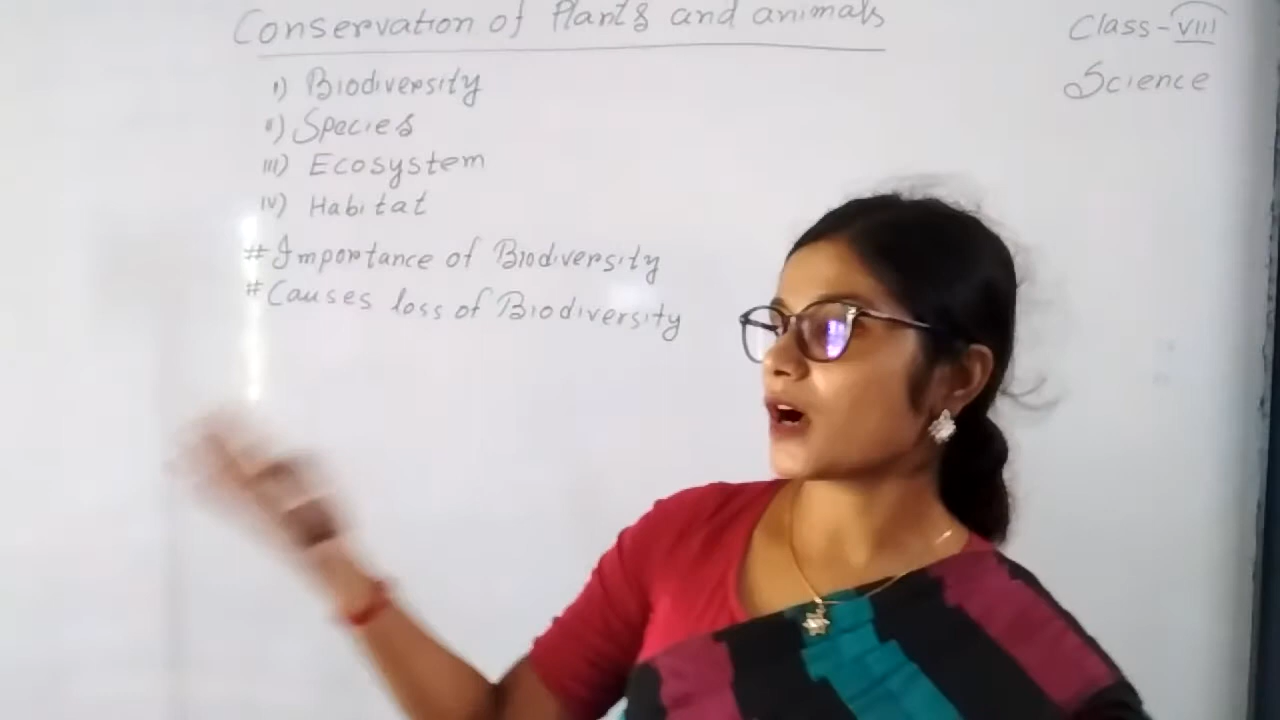 Conservation of Plants and animals
Class-VIII
Science
i) Biodiversity
ii) Species
iii) Ecosystem
iv) Habitat
# Importance of Biodiversity
# Causes loss of Biodiversity